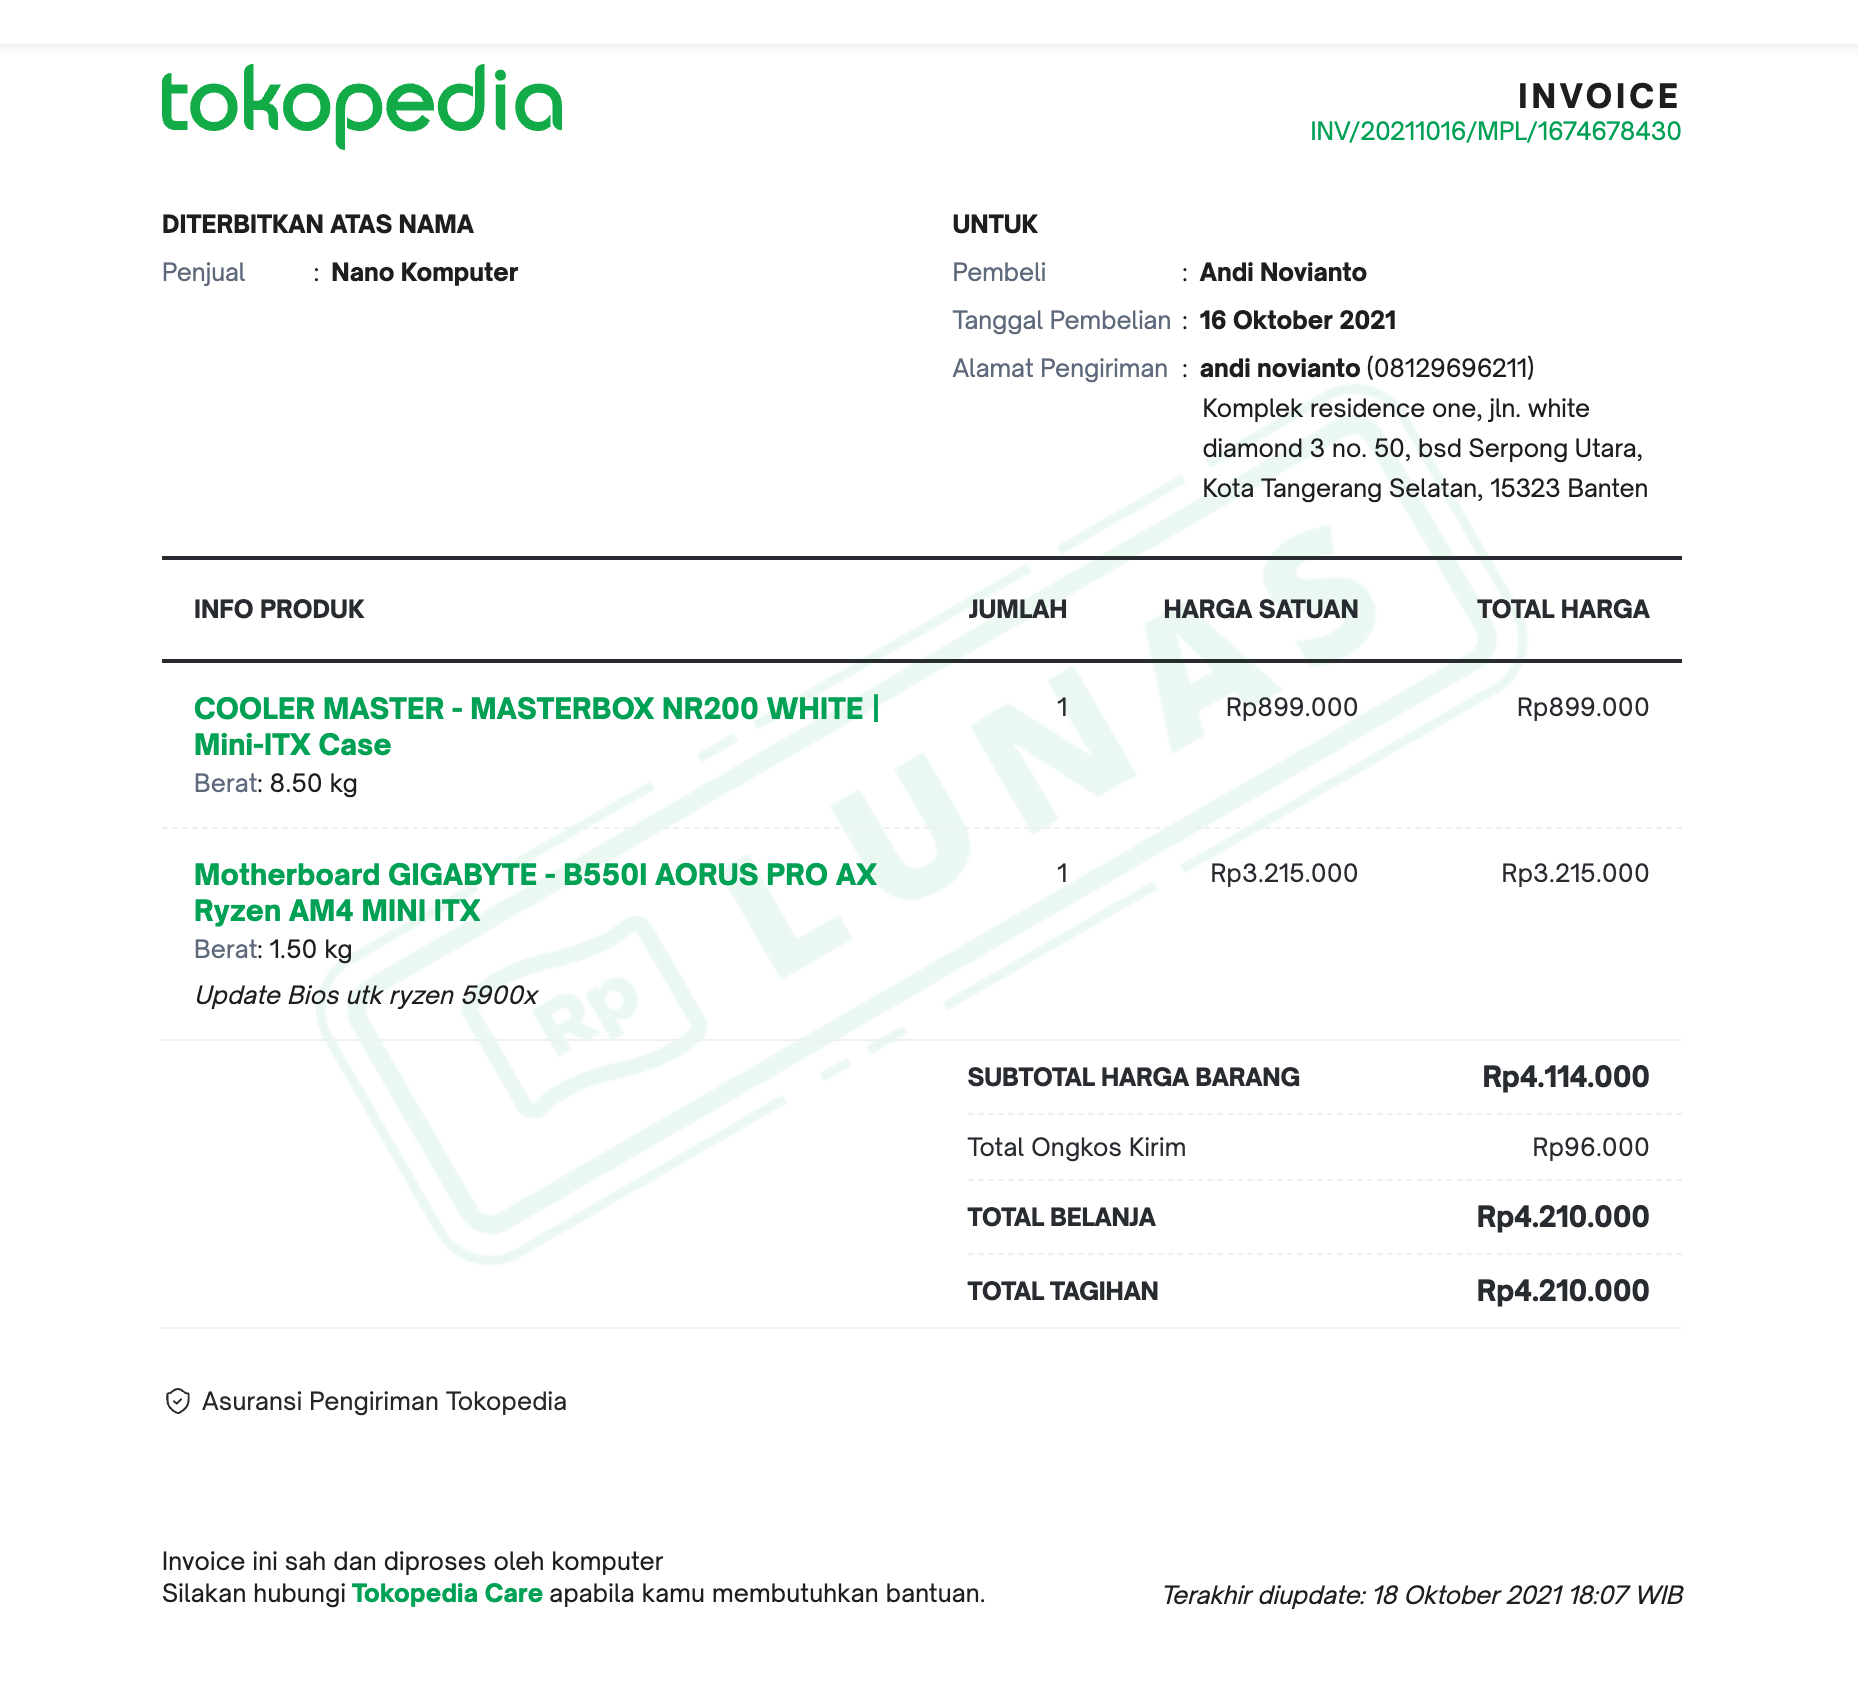 tokopedia
INVOICE
INV/20211016/MPL/1674678430
DITERBITKAN ATAS NAMA
Penjual : Nano Komputer
UNTUK
Pembeli : Andi Novianto
Tanggal Pembelian : 16 Oktober 2021
Alamat Pengiriman : andi novianto (08129696211)
Komplek residence one, jln. white
diamond 3 no. 50, bsd Serpong Utara,
Kota Tangerang Selatan, 15323 Banten
INFO PRODUK JUMLAH HARGA SATUAN TOTAL HARGA
COOLER MASTER - MASTERBOX NR200 WHITE | 1 Rp899.000 Rp899.000
Mini-ITX Case
Berat: 8.50 kg
Motherboard GIGABYTE - B550I AORUS PRO AX 1 Rp3.215.000 Rp3.215.000
Ryzen AM4 MINI ITX
Berat: 1.50 kg
Update Bios utk ryzen 5900x
Rp LUNAS
SUBTOTAL HARGA BARANG Rp4.114.000
Total Ongkos Kirim Rp96.000
TOTAL BELANJA Rp4.210.000
TOTAL TAGIHAN Rp4.210.000
Asuransi Pengiriman Tokopedia
Invoice ini sah dan diproses oleh komputer
Silakan hubungi Tokopedia Care apabila kamu membutuhkan bantuan.
Terakhir diupdate: 18 Oktober 2021 18:07 WIB